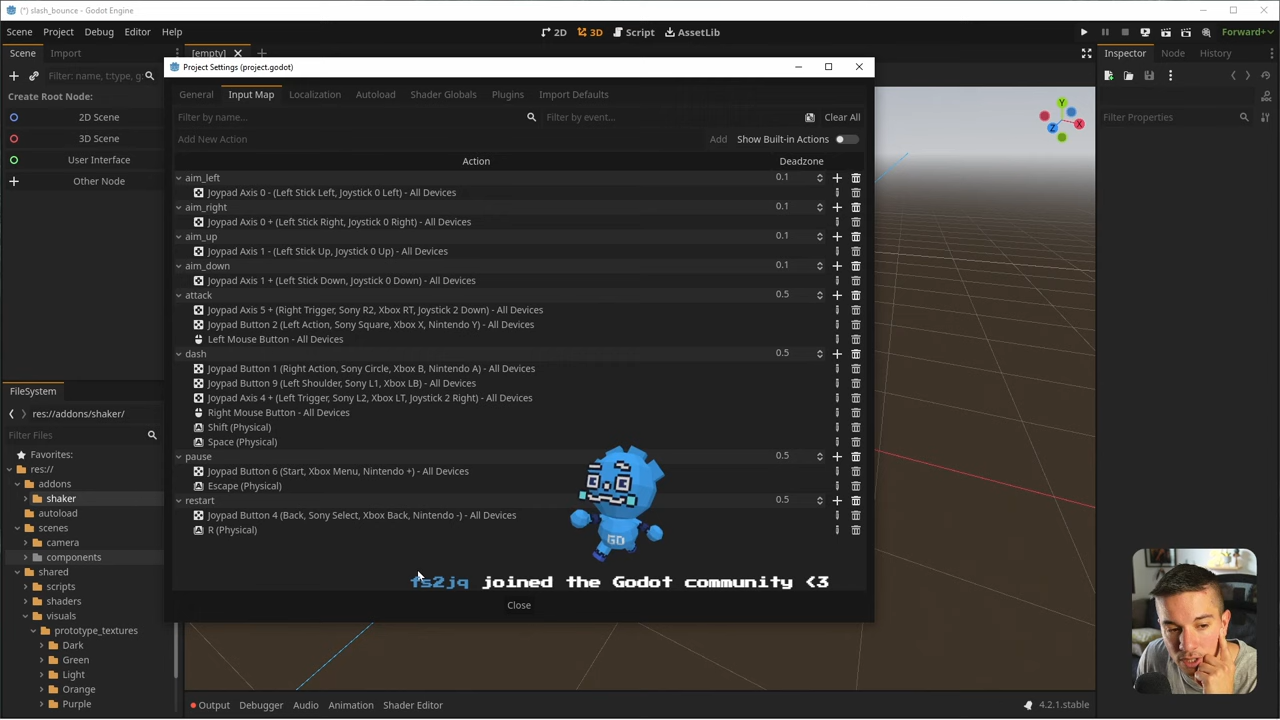 (*) slash_bounce - Godot Engine
Scene Project Debug Editor Help
2D 3D Script AssetLib
Forward+
Scene Import
[empty]
Inspector Node History
Filter: name, t:type, g:
Create Root Node:
2D Scene
3D Scene
User Interface
Other Node
Project Settings (project.godot)
General Input Map Localization Autoload Shader Globals Plugins Import Defaults
Filter by name... Filter by event... Clear All
Add New Action Add Show Built-in Actions
Action Deadzone
aim_left 0.1
Joypad Axis 0 - (Left Stick Left, Joystick 0 Left) - All Devices
aim_right 0.1
Joypad Axis 0 + (Left Stick Right, Joystick 0 Right) - All Devices
aim_up 0.1
Joypad Axis 1 - (Left Stick Up, Joystick 0 Up) - All Devices
aim_down 0.1
Joypad Axis 1 + (Left Stick Down, Joystick 0 Down) - All Devices
attack 0.5
Joypad Axis 5 + (Right Trigger, Sony R2, Xbox RT, Joystick 2 Down) - All Devices
Joypad Button 2 (Left Action, Sony Square, Xbox X, Nintendo Y) - All Devices
Left Mouse Button - All Devices
dash 0.5
Joypad Button 1 (Right Action, Sony Circle, Xbox B, Nintendo A) - All Devices
Joypad Button 9 (Left Shoulder, Sony L1, Xbox LB) - All Devices
Joypad Axis 4 + (Left Trigger, Sony L2, Xbox LT, Joystick 2 Right) - All Devices
Right Mouse Button - All Devices
Shift (Physical)
Space (Physical)
pause 0.5
Joypad Button 6 (Start, Xbox Menu, Nintendo +) - All Devices
Escape (Physical)
restart 0.5
Joypad Button 4 (Back, Sony Select, Xbox Back, Nintendo -) - All Devices
R (Physical)
GD
fs2jq joined the Godot community <3
Close
Filter Properties
Y
X
Z
FileSystem
res://addons/shaker/
Filter Files
Favorites:
res://
addons
shaker
autoload
scenes
camera
components
shared
scripts
shaders
visuals
prototype_textures
Dark
Green
Light
Orange
Purple
Output Debugger Audio Animation Shader Editor
4.2.1.stable